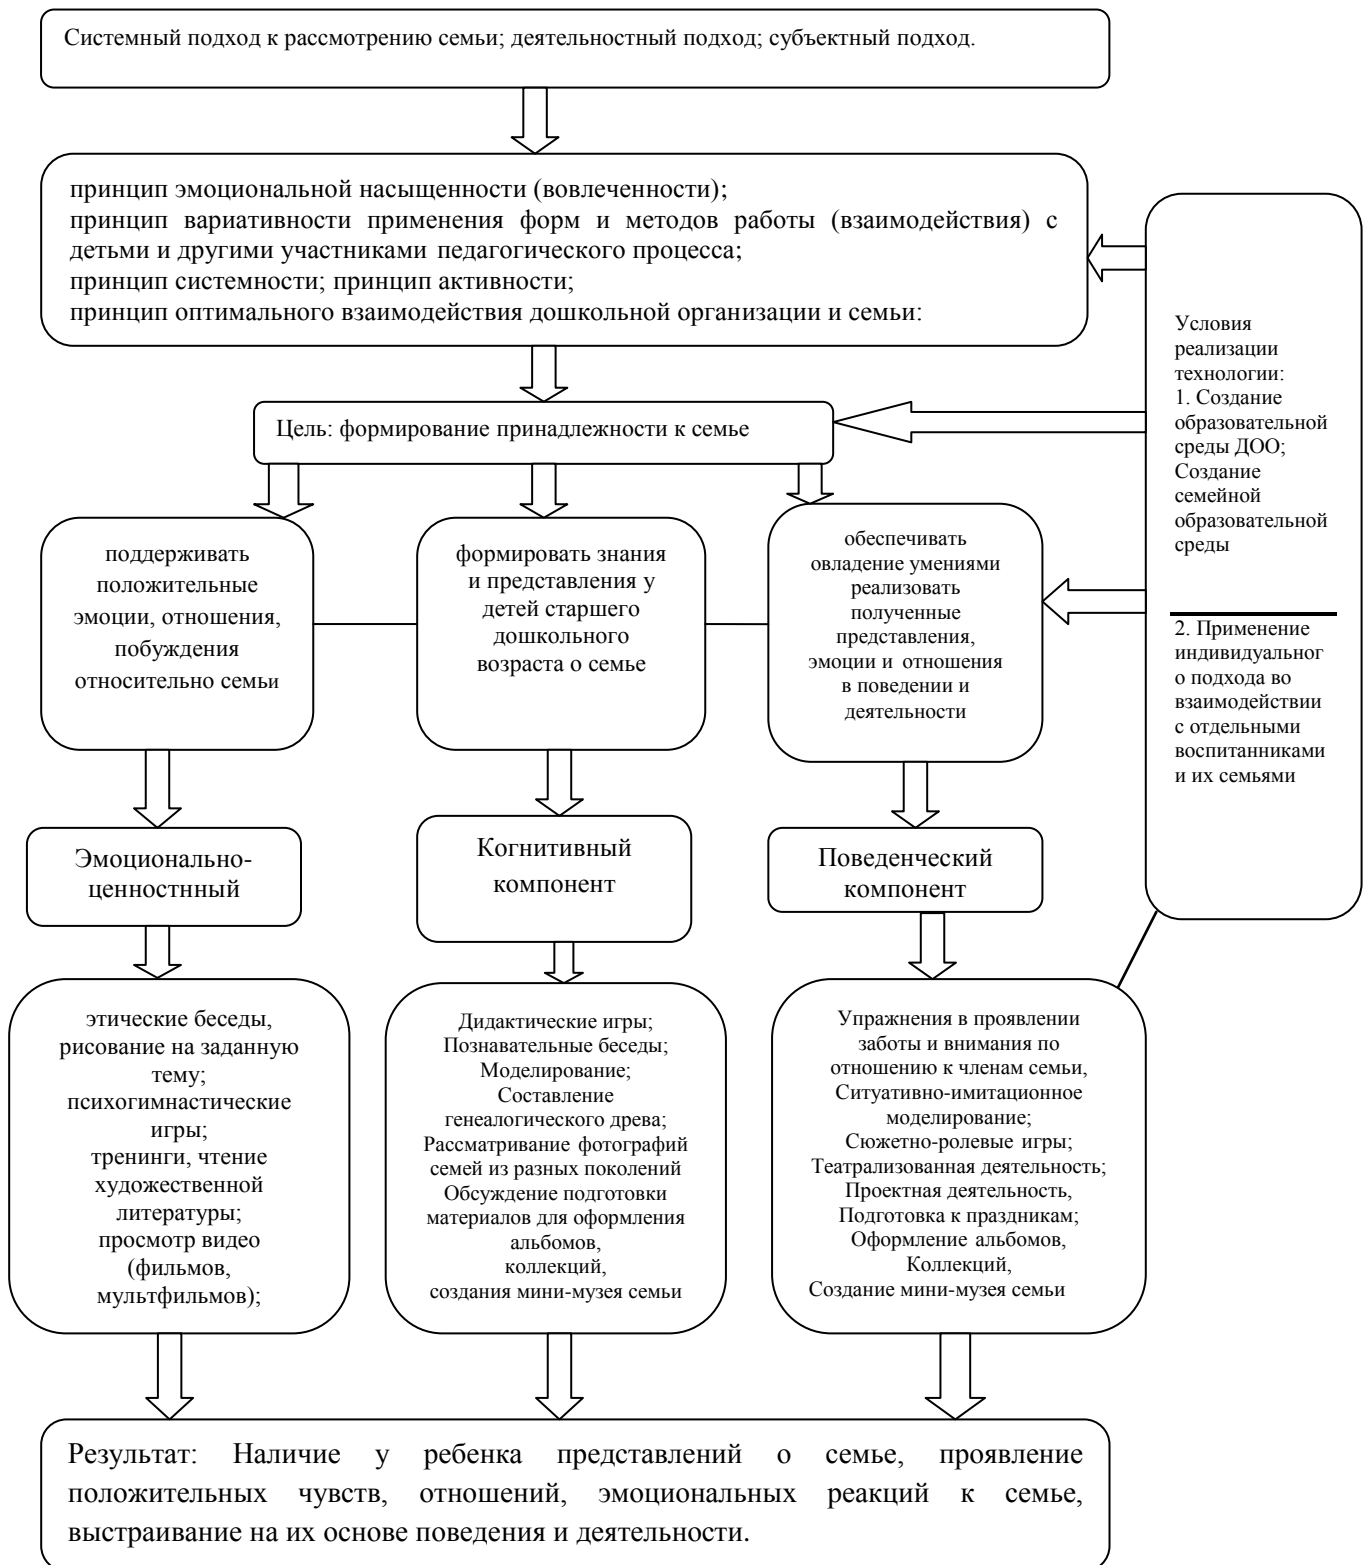 Системный подход к рассмотрению семьи; деятельностный подход; субъектный подход.
принцип эмоциональной насыщенности (вовлеченности);
принцип вариативности применения форм и методов работы (взаимодействия) с
детьми и другими участниками педагогического процесса;
принцип системности; принцип активности;
принцип оптимального взаимодействия дошкольной организации и семьи:
Цель: формирование принадлежности к семье
поддерживать
положительные
эмоции, отношения,
побуждения
относительно семьи
формировать знания
и представления у
детей старшего
дошкольного
возраста о семье
обеспечивать
овладение умениями
реализовать
полученные
представления,
эмоции и отношения
в поведении и
деятельности
Условия
реализации
технологии:
1. Создание
образовательной
среды ДОО;
Создание
семейной
образовательной
среды
2. Применение
индивидуальног
о подхода во
взаимодействии
с отдельными
воспитанниками
и их семьями
Эмоционально-
ценностнный
Когнитивный
компонент
Поведенческий
компонент
этические беседы,
рисование на заданную
тему;
психогимнастические
игры;
тренинги, чтение
художественной
литературы;
просмотр видео
(фильмов,
мультфильмов);
Дидактические игры;
Познавательные беседы;
Моделирование;
Составление
генеалогического древа;
Рассматривание фотографий
семей из разных поколений
Обсуждение подготовки
материалов для оформления
альбомов,
коллекций,
создания мини-музея семьи
Упражнения в проявлении
заботы и внимания по
отношению к членам семьи,
Ситуативно-имитационное
моделирование;
Сюжетно-ролевые игры;
Театрализованная деятельность;
Проектная деятельность,
Подготовка к праздникам;
Оформление альбомов,
Коллекций,
Создание мини-музея семьи
Результат: Наличие у ребенка представлений о семье, проявление
положительных чувств, отношений, эмоциональных реакций к семье,
выстраивание на их основе поведения и деятельности.